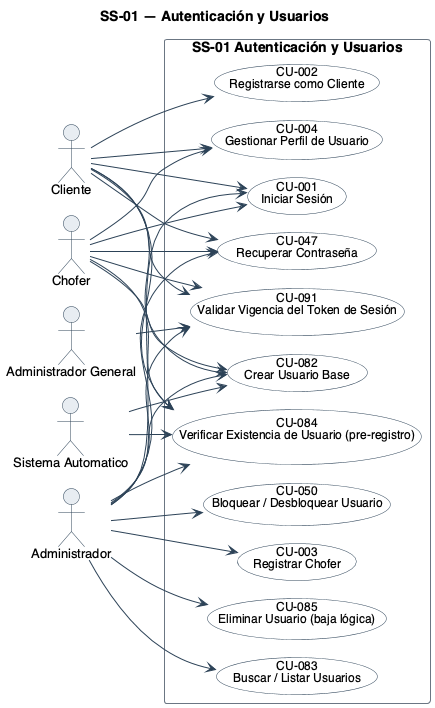 SS-01 — Autenticación y Usuarios
SS-01 Autenticación y Usuarios
CU-002
Registrarse como Cliente
CU-004
Gestionar Perfil de Usuario
Cliente
CU-001
Iniciar Sesión
CU-047
Recuperar Contraseña
Chofer
CU-091
Validar Vigencia del Token de Sesión
Administrador General
CU-082
Crear Usuario Base
CU-084
Verificar Existencia de Usuario (pre-registro)
Sistema Automatico
CU-050
Bloquear / Desbloquear Usuario
Administrador
CU-003
Registrar Chofer
CU-085
Eliminar Usuario (baja lógica)
CU-083
Buscar / Listar Usuarios